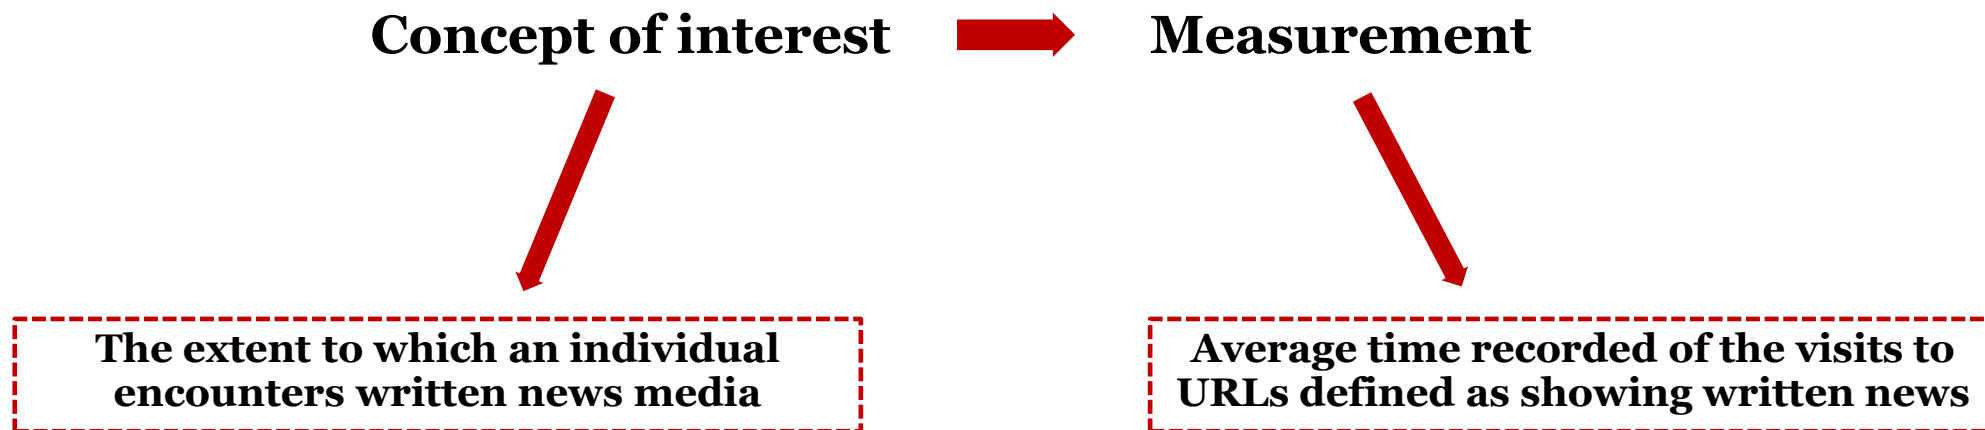 Concept of interest
Measurement
The extent to which an individual
encounters written news media
Average time recorded of the visits to
URLs defined as showing written news